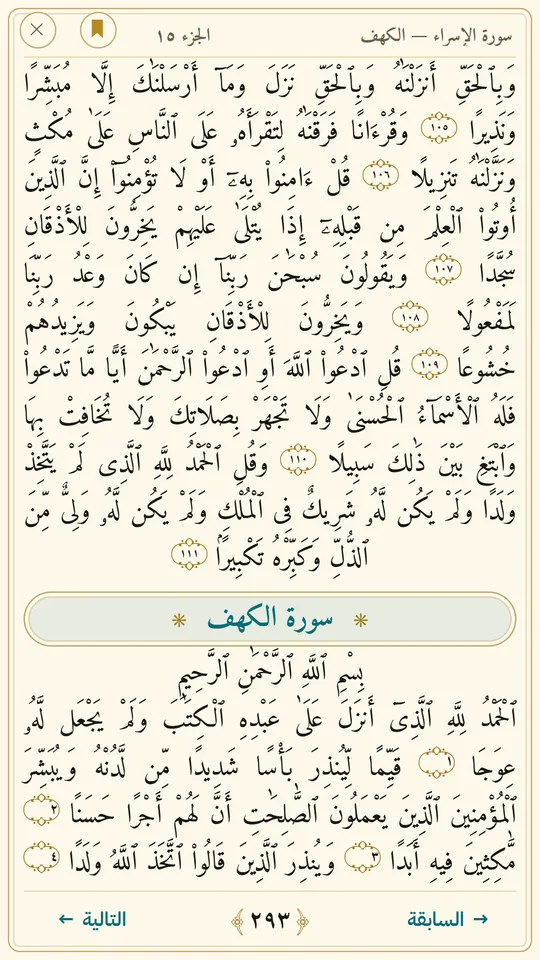 سورة الإسراء — الكهف
الجزء ١٥
وَبِٱلْحَقِّ أَنزَلْنَٰهُ وَبِٱلْحَقِّ نَزَلَ وَمَآ أَرْسَلْنَٰكَ إِلَّا مُبَشِّرًا
وَنَذِيرًا ١٠٥ وَقُرْءَانًا فَرَقْنَٰهُ لِتَقْرَأَهُۥ عَلَى ٱلنَّاسِ عَلَىٰ مُكْثٍ
وَنَزَّلْنَٰهُ تَنزِيلًا ١٠٦ قُلْ ءَامِنُوا۟ بِهِۦٓ أَوْ لَا تُؤْمِنُوٓا۟ إِنَّ ٱلَّذِينَ
أُوتُوا۟ ٱلْعِلْمَ مِن قَبْلِهِۦٓ إِذَا يُتْلَىٰ عَلَيْهِمْ يَخِرُّونَ لِلْأَذْقَانِ
سُجَّدًا ١٠٧ وَيَقُولُونَ سُبْحَٰنَ رَبِّنَآ إِن كَانَ وَعْدُ رَبِّنَا
لَمَفْعُولًا ١٠٨ وَيَخِرُّونَ لِلْأَذْقَانِ يَبْكُونَ وَيَزِيدُهُمْ
خُشُوعًا ١٠٩ قُلِ ٱدْعُوا۟ ٱللَّهَ أَوِ ٱدْعُوا۟ ٱلرَّحْمَٰنَ أَيًّا مَّا تَدْعُوا۟
فَلَهُ ٱلْأَسْمَآءُ ٱلْحُسْنَىٰ وَلَا تَجْهَرْ بِصَلَاتِكَ وَلَا تُخَافِتْ بِهَا
وَٱبْتَغِ بَيْنَ ذَٰلِكَ سَبِيلًا ١١٠ وَقُلِ ٱلْحَمْدُ لِلَّهِ ٱلَّذِى لَمْ يَتَّخِذْ
وَلَدًا وَلَمْ يَكُن لَّهُۥ شَرِيكٌ فِى ٱلْمُلْكِ وَلَمْ يَكُن لَّهُۥ وَلِىٌّ مِّنَ
ٱلذُّلِّ وَكَبِّرْهُ تَكْبِيرًۢا ١١١
سورة الكهف
بِسْمِ ٱللَّهِ ٱلرَّحْمَٰنِ ٱلرَّحِيمِ
ٱلْحَمْدُ لِلَّهِ ٱلَّذِىٓ أَنزَلَ عَلَىٰ عَبْدِهِ ٱلْكِتَٰبَ وَلَمْ يَجْعَل لَّهُۥ
عِوَجَا ١ قَيِّمًا لِّيُنذِرَ بَأْسًا شَدِيدًا مِّن لَّدُنْهُ وَيُبَشِّرَ
ٱلْمُؤْمِنِينَ ٱلَّذِينَ يَعْمَلُونَ ٱلصَّٰلِحَٰتِ أَنَّ لَهُمْ أَجْرًا حَسَنًا ٢
مَّٰكِثِينَ فِيهِ أَبَدًا ٣ وَيُنذِرَ ٱلَّذِينَ قَالُوا۟ ٱتَّخَذَ ٱللَّهُ وَلَدًا ٤
→ السابقة
﴿٢٩٣﴾
التالية ←